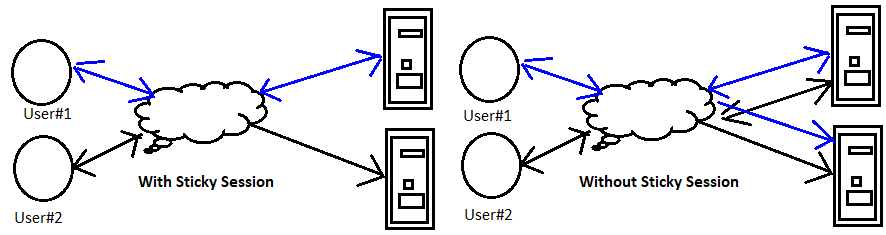 User#1
User#2
With Sticky Session
User#1
User#2
Without Sticky Session